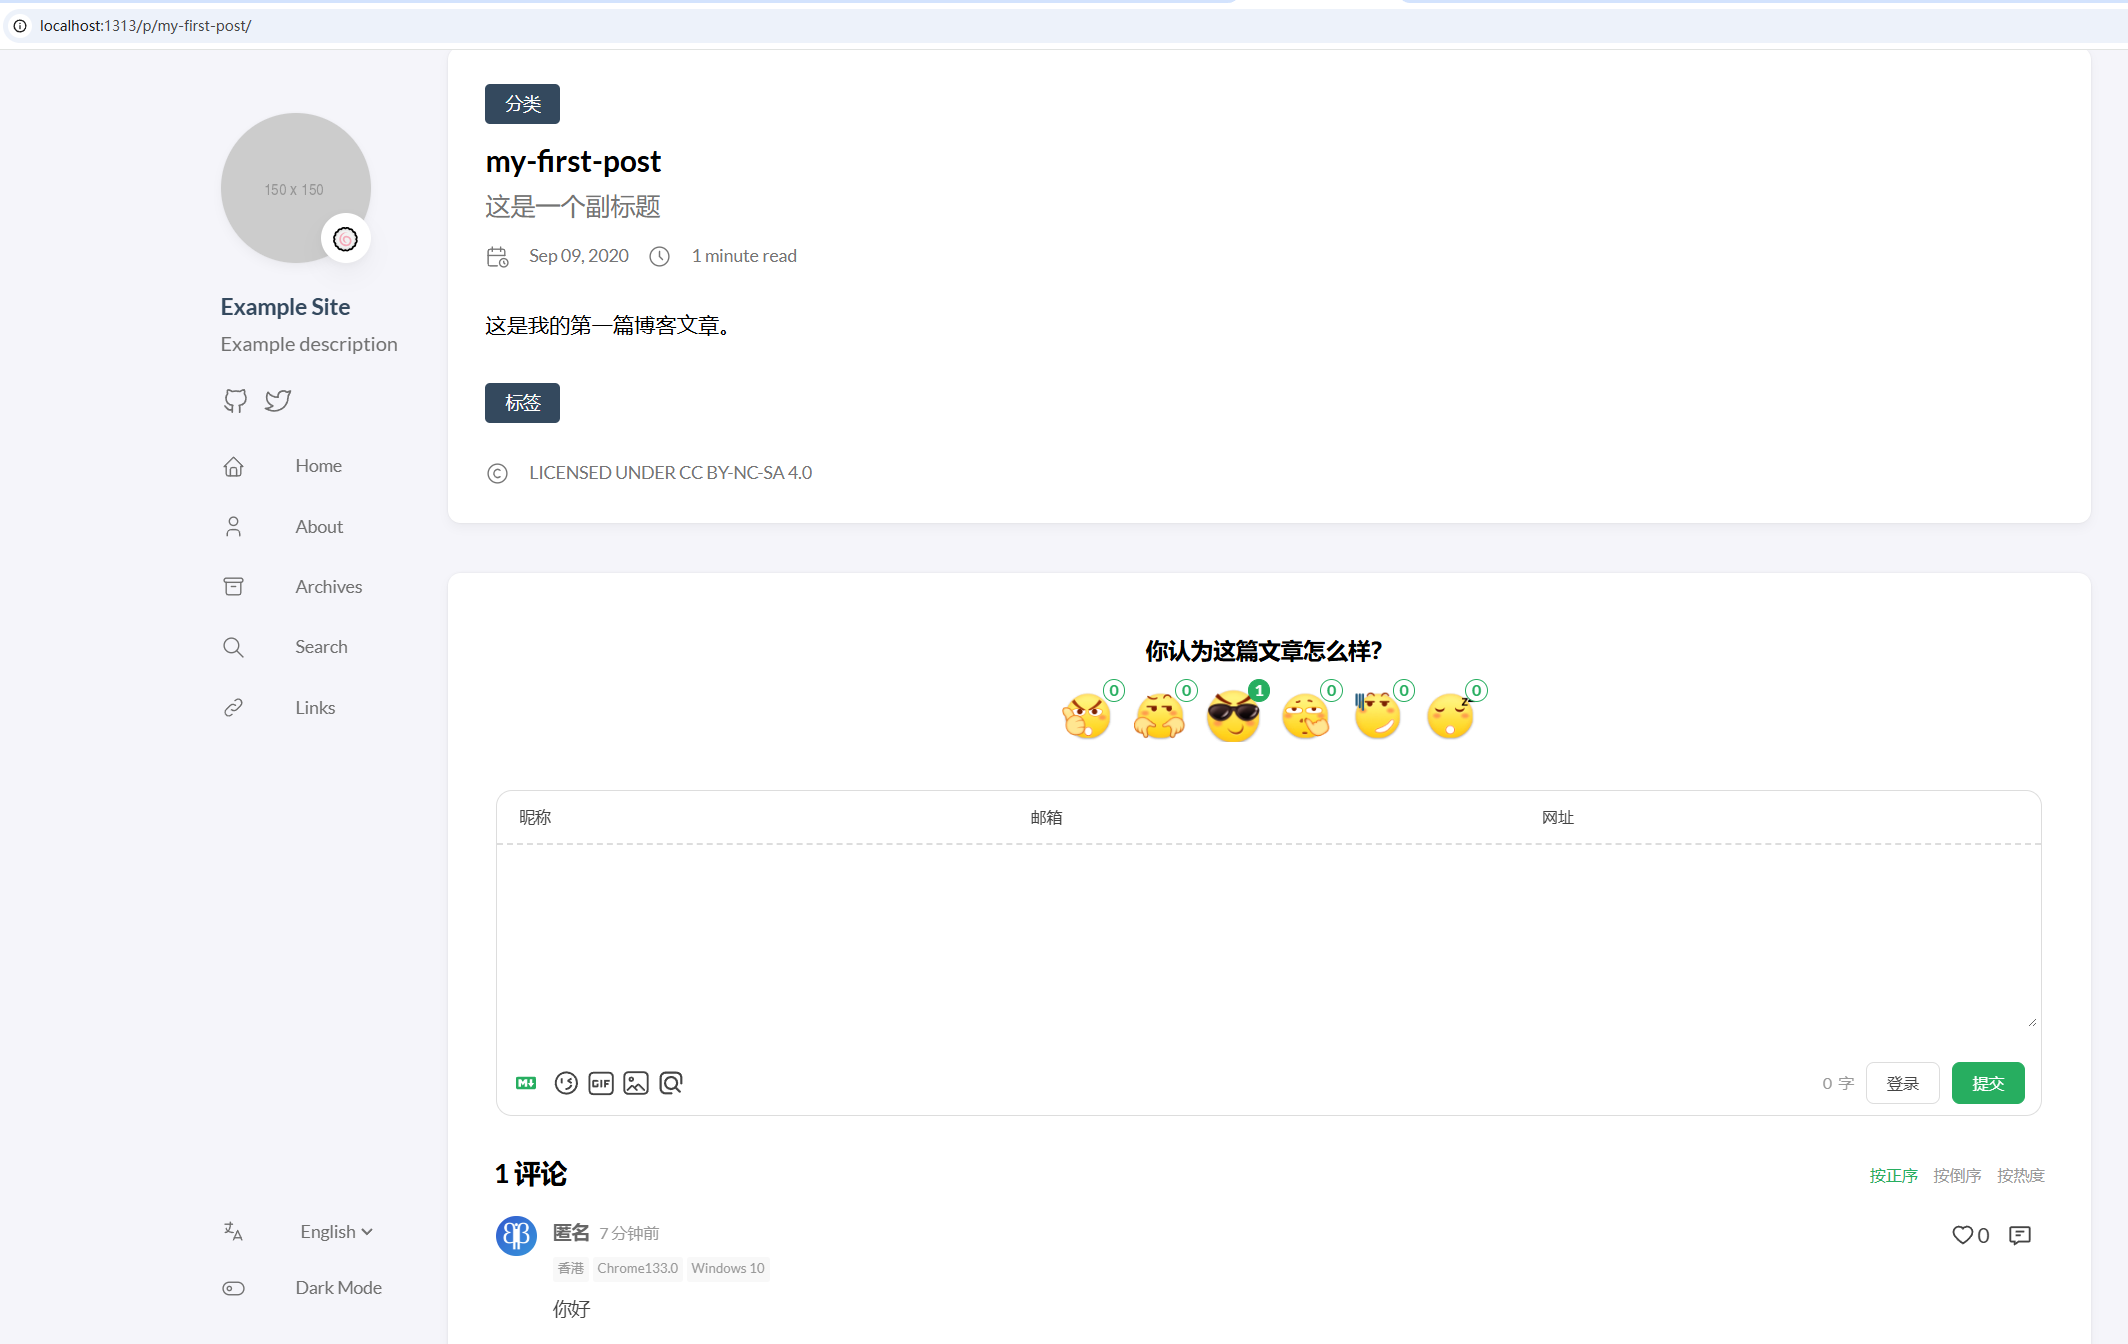 localhost:1313/p/my-first-post/
150 x 150
Example Site
Example description
Home
About
Archives
Search
Links
English
Dark Mode
分类
my-first-post
这是一个副标题
Sep 09, 2020 1 minute read
这是我的第一篇博客文章。
标签
LICENSED UNDER CC BY-NC-SA 4.0
你认为这篇文章怎么样?
0 0 1 0 0 0
昵称 邮箱 网址
M↓ GIF 0 字 登录 提交
1 评论 按正序 按倒序 按热度
匿名 7 分钟前 0
香港 Chrome133.0 Windows 10
你好